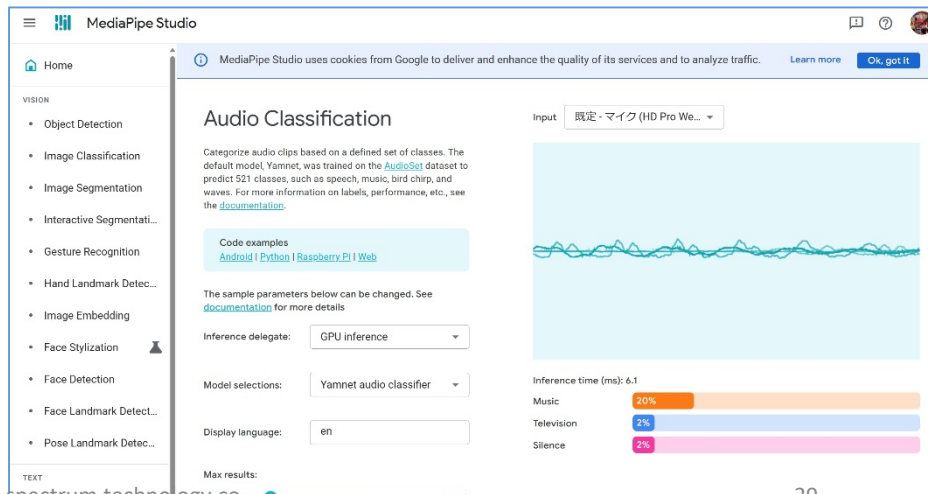 MediaPipe Studio
Home
VISION
Object Detection
Image Classification
Image Segmentation
Interactive Segmentati...
Gesture Recognition
Hand Landmark Detec...
Image Embedding
Face Stylization
Face Detection
Face Landmark Detect...
Pose Landmark Detec...
TEXT
MediaPipe Studio uses cookies from Google to deliver and enhance the quality of its services and to analyze traffic.
Learn more
Ok, got it
Audio Classification
Categorize audio clips based on a defined set of classes. The
default model, Yamnet, was trained on the AudioSet dataset to
predict 521 classes, such as speech, music, bird chirp, and
waves. For more information on labels, performance, etc., see
the documentation.
Code examples
Android | Python | Raspberry Pi | Web
The sample parameters below can be changed. See
documentation for more details
Inference delegate: GPU inference
Model selections: Yamnet audio classifier
Display language: en
Max results:
Input 既定 - マイク (HD Pro We...
Inference time (ms): 6.1
Music 20%
Television 2%
Silence 2%